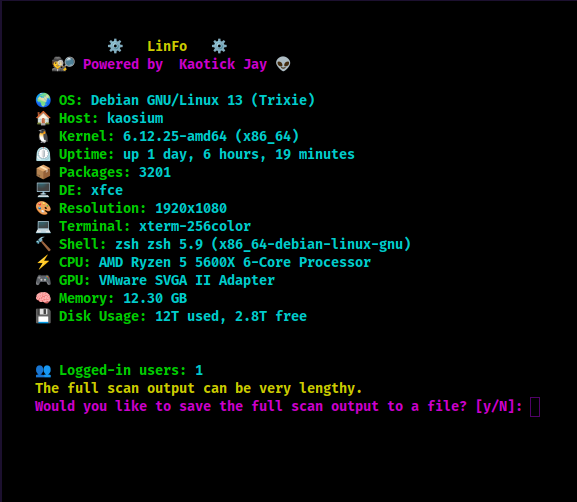 ⚙️ LinFo ⚙️
🕵️🔎 Powered by Kaotick Jay 👽
🌍 OS: Debian GNU/Linux 13 (Trixie)
🏠 Host: kaosium
🐧 Kernel: 6.12.25-amd64 (x86_64)
⏲️ Uptime: up 1 day, 6 hours, 19 minutes
📦 Packages: 3201
🖥️ DE: xfce
🎨 Resolution: 1920x1080
💻 Terminal: xterm-256color
🔨 Shell: zsh zsh 5.9 (x86_64-debian-linux-gnu)
⚡ CPU: AMD Ryzen 5 5600X 6-Core Processor
🎮 GPU: VMware SVGA II Adapter
🧠 Memory: 12.30 GB
💾 Disk Usage: 12T used, 2.8T free
👥 Logged-in users: 1
The full scan output can be very lengthy.
Would you like to save the full scan output to a file? [y/N]: